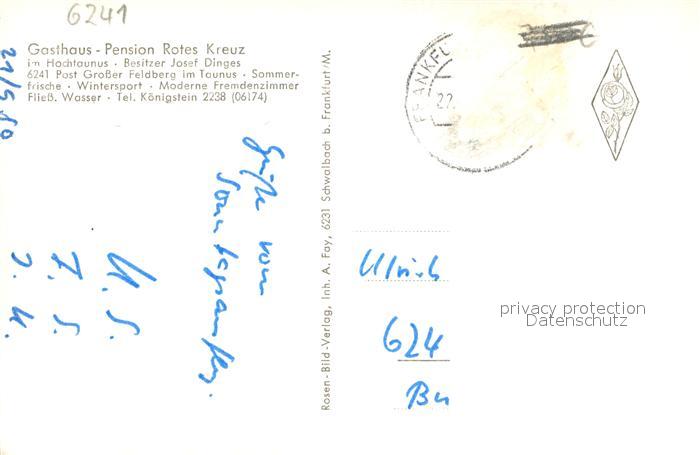 6241
Gasthaus - Pension Rotes Kreuz
im Hochtaunus · Besitzer Josef Dinges
6241 Post Großer Feldberg im Taunus · Sommer-
frische · Wintersport · Moderne Fremdenzimmer
Fließ. Wasser · Tel. Königstein 2238 (06174)
Grüße vom
Sonntagsausflug.
U. S.
F. S.
J. U.
Rosen-Bild-Verlag, Inh. A. Fay, 6231 Schwalbach b. Frankfurt/M.
FRANKFU
22.
Ulrich
624
Bu
privacy protection
Datenschutz